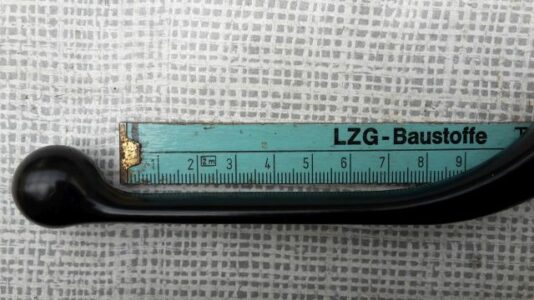 LZG-Baustoffe T
1 2 2m 3 4 5 6 7 8 9